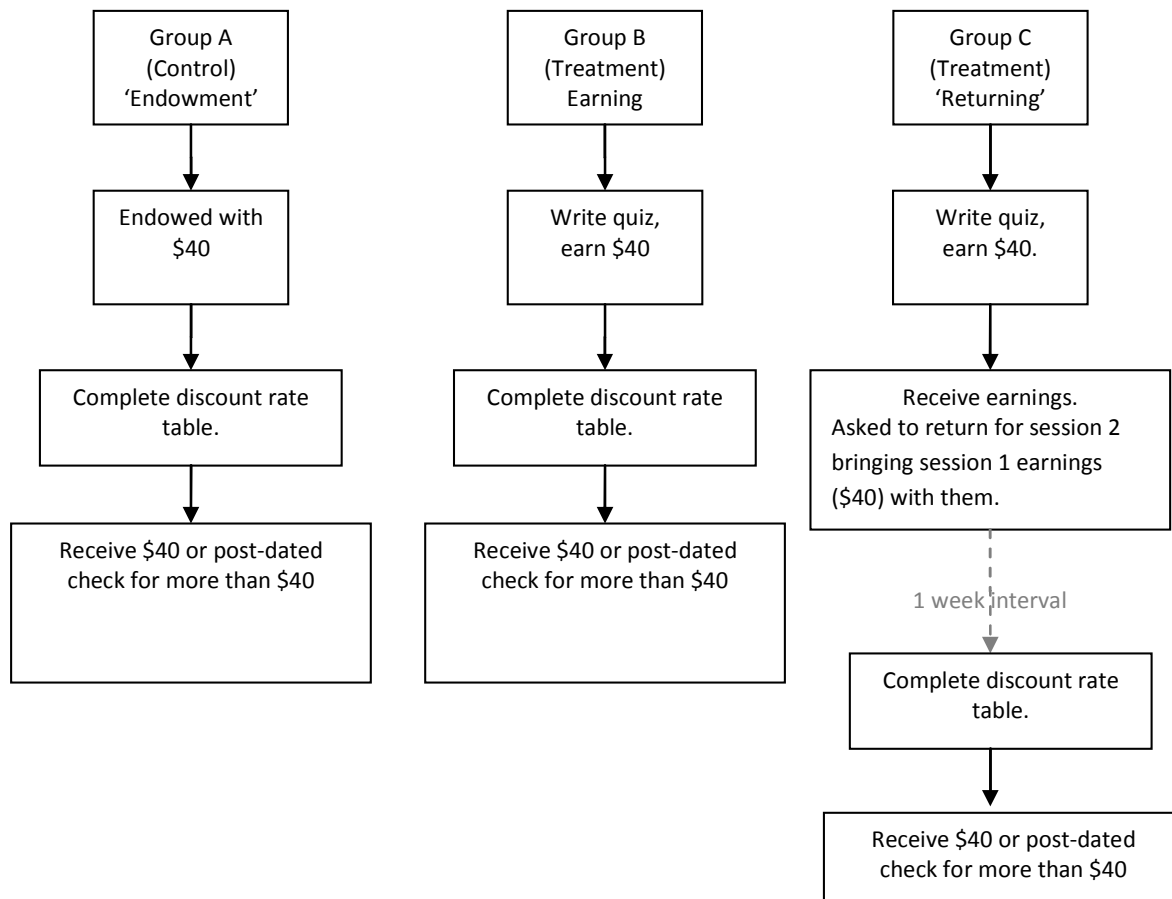 Group A
(Control)
‘Endowment’
Group B
(Treatment)
Earning
Group C
(Treatment)
‘Returning’
Endowed with
$40
Write quiz,
earn $40
Write quiz,
earn $40.
Complete discount rate
table.
Complete discount rate
table.
Receive earnings.
Asked to return for session 2
bringing session 1 earnings
($40) with them.
Receive $40 or post-dated
check for more than $40
Receive $40 or post-dated
check for more than $40
1 week interval
Complete discount rate
table.
Receive $40 or post-dated
check for more than $40